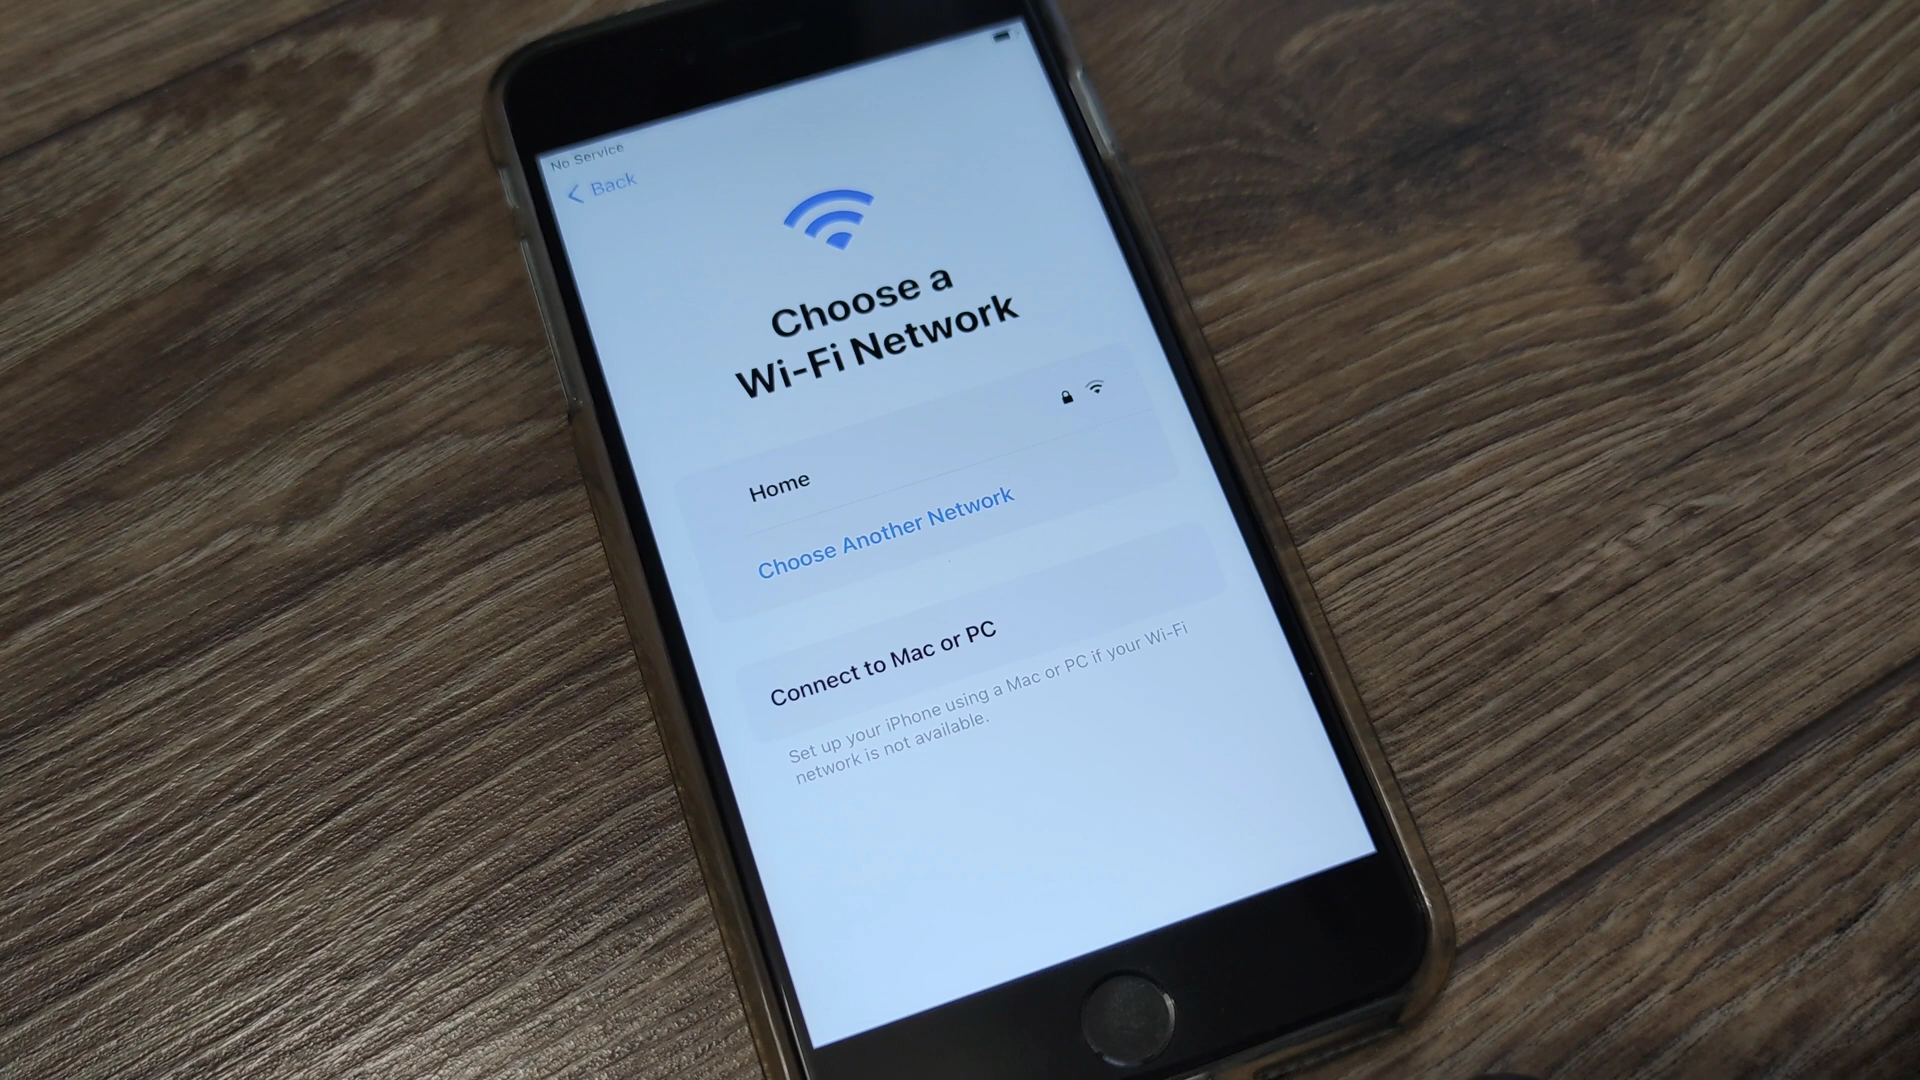 No Service
Back
Choose a
Wi-Fi Network
Home
Choose Another Network
Connect to Mac or PC
Set up your iPhone using a Mac or PC if your Wi-Fi
network is not available.